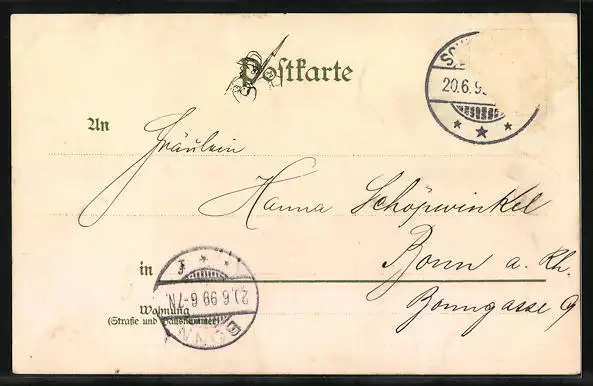 Postkarte
20.6.9
An
Fräulein
Hanna Schöpwinkel
in
Bonn a. Rh.
20.6.99 6-7N.
Wohnung
(Straße und Hausnummer)
Bonngasse 9